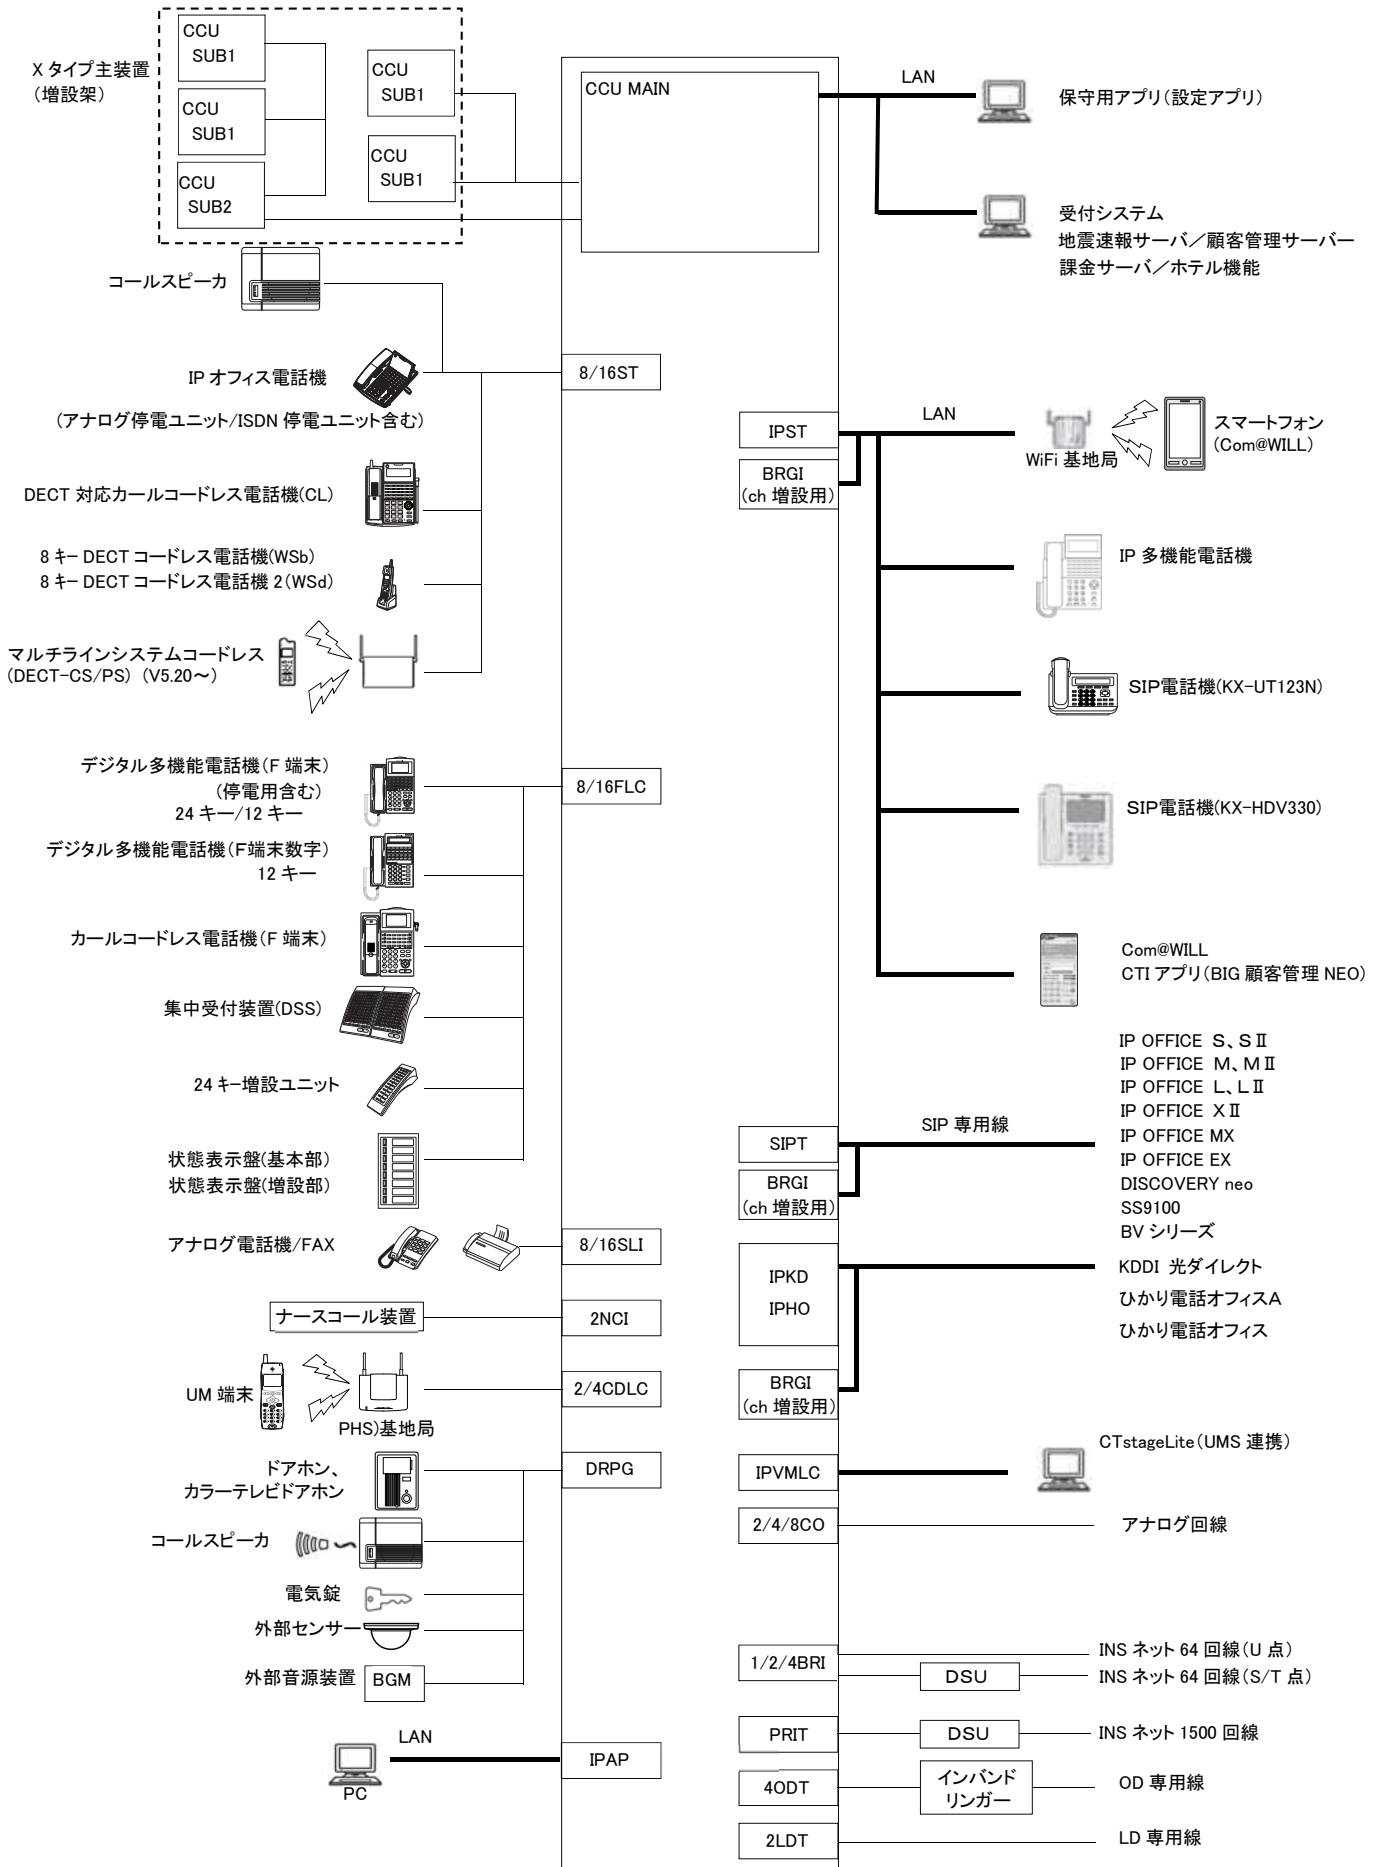 X タイプ主装置
（増設架）
CCU
SUB1
CCU
SUB1
CCU
SUB2
CCU
SUB1
CCU
SUB1
CCU MAIN
LAN
保守用アプリ（設定アプリ）
受付システム
地震速報サーバ／顧客管理サーバー
課金サーバ／ホテル機能
コールスピーカ
IP オフィス電話機
（アナログ停電ユニット/ISDN 停電ユニット含む）
8/16ST
DECT 対応カールコードレス電話機(CL)
8 キー DECT コードレス電話機(WSb)
8 キー DECT コードレス電話機 2(WSd)
マルチラインシステムコードレス
(DECT-CS/PS) (V5.20～)
IPST
BRGI
(ch 増設用)
LAN
WiFi 基地局
スマートフォン
(Com@WILL)
IP 多機能電話機
SIP電話機(KX-UT123N)
SIP電話機(KX-HDV330)
Com@WILL
CTI アプリ（BIG 顧客管理 NEO）
デジタル多機能電話機（F 端末）
（停電用含む）
24 キー/12 キー
8/16FLC
デジタル多機能電話機（F端末数字）
12 キー
カールコードレス電話機（F 端末）
集中受付装置(DSS)
24 キー増設ユニット
状態表示盤(基本部)
状態表示盤(増設部)
アナログ電話機/FAX
8/16SLI
ナースコール装置
2NCI
UM 端末
PHS)基地局
2/4CDLC
ドアホン、
カラーテレビドアホン
DRPG
コールスピーカ
電気錠
外部センサー
外部音源装置
BGM
LAN
PC
IPAP
SIPT
BRGI
(ch 増設用)
SIP 専用線
IP OFFICE S、SⅡ
IP OFFICE M、MⅡ
IP OFFICE L、LⅡ
IP OFFICE XⅡ
IP OFFICE MX
IP OFFICE EX
DISCOVERY neo
SS9100
BV シリーズ
IPKD
IPHO
BRGI
(ch 増設用)
KDDI 光ダイレクト
ひかり電話オフィスA
ひかり電話オフィス
IPVMLC
CTstageLite（UMS 連携）
2/4/8CO
アナログ回線
1/2/4BRI
INS ネット 64 回線（U 点）
DSU
INS ネット 64 回線（S/T 点）
PRIT
DSU
INS ネット 1500 回線
4ODT
インバンド
リンガー
OD 専用線
2LDT
LD 専用線